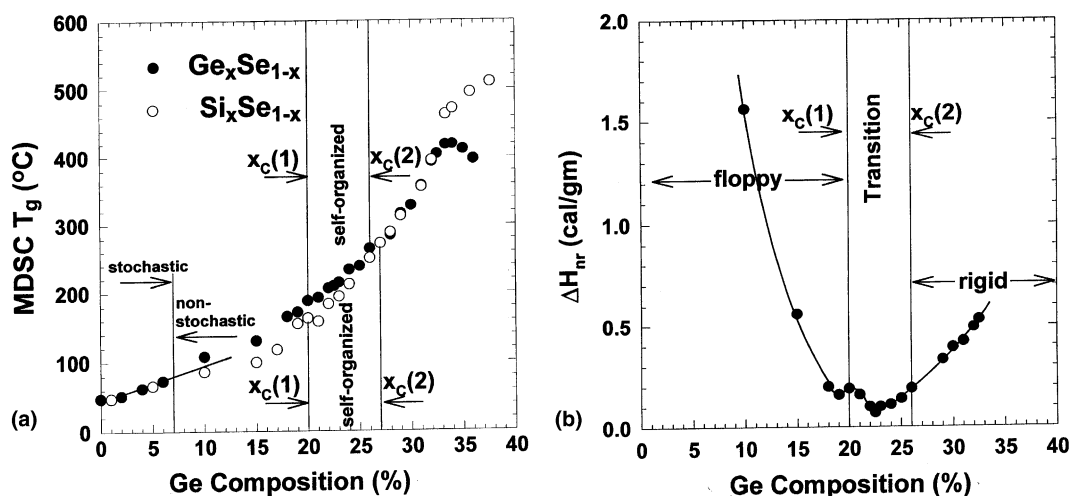 600
500
400
300
200
100
0
MDSC Tg (ºC)
GexSe1-x
SixSe1-x
xc(1)
self-organized
xc(2)
stochastic
non-
stochastic
xc(1)
self-organized
xc(2)
(a)
0 5 10 15 20 25 30 35 40
Ge Composition (%)
2.0
1.5
1.0
0.5
0.0
ΔHnr (cal/gm)
xc(1)
Transition
xc(2)
floppy
rigid
(b)
0 5 10 15 20 25 30 35 40
Ge Composition (%)